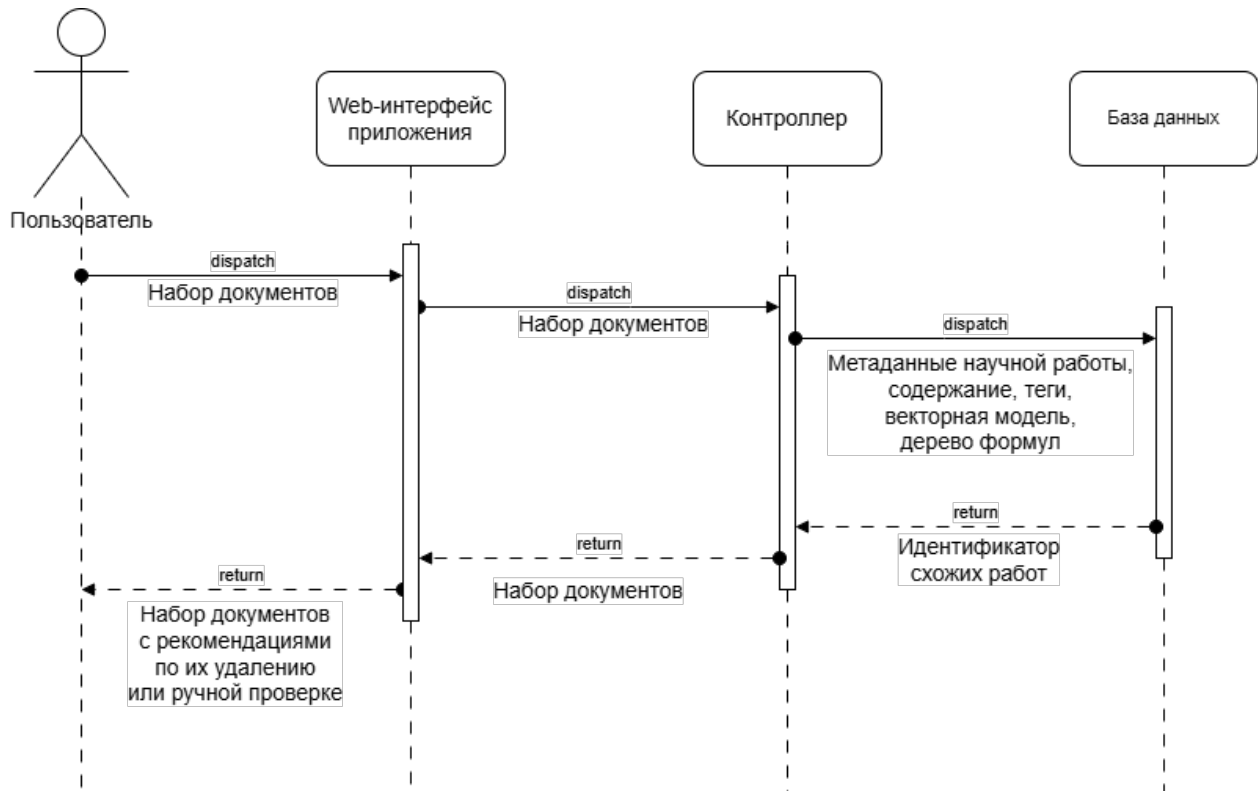 Web-интерфейс
приложения
Контроллер
База данных
Пользователь
dispatch
Набор документов
dispatch
Набор документов
dispatch
Метаданные научной работы,
содержание, теги,
векторная модель,
дерево формул
return
Идентификатор
схожих работ
return
Набор документов
return
Набор документов
с рекомендациями
по их удалению
или ручной проверке